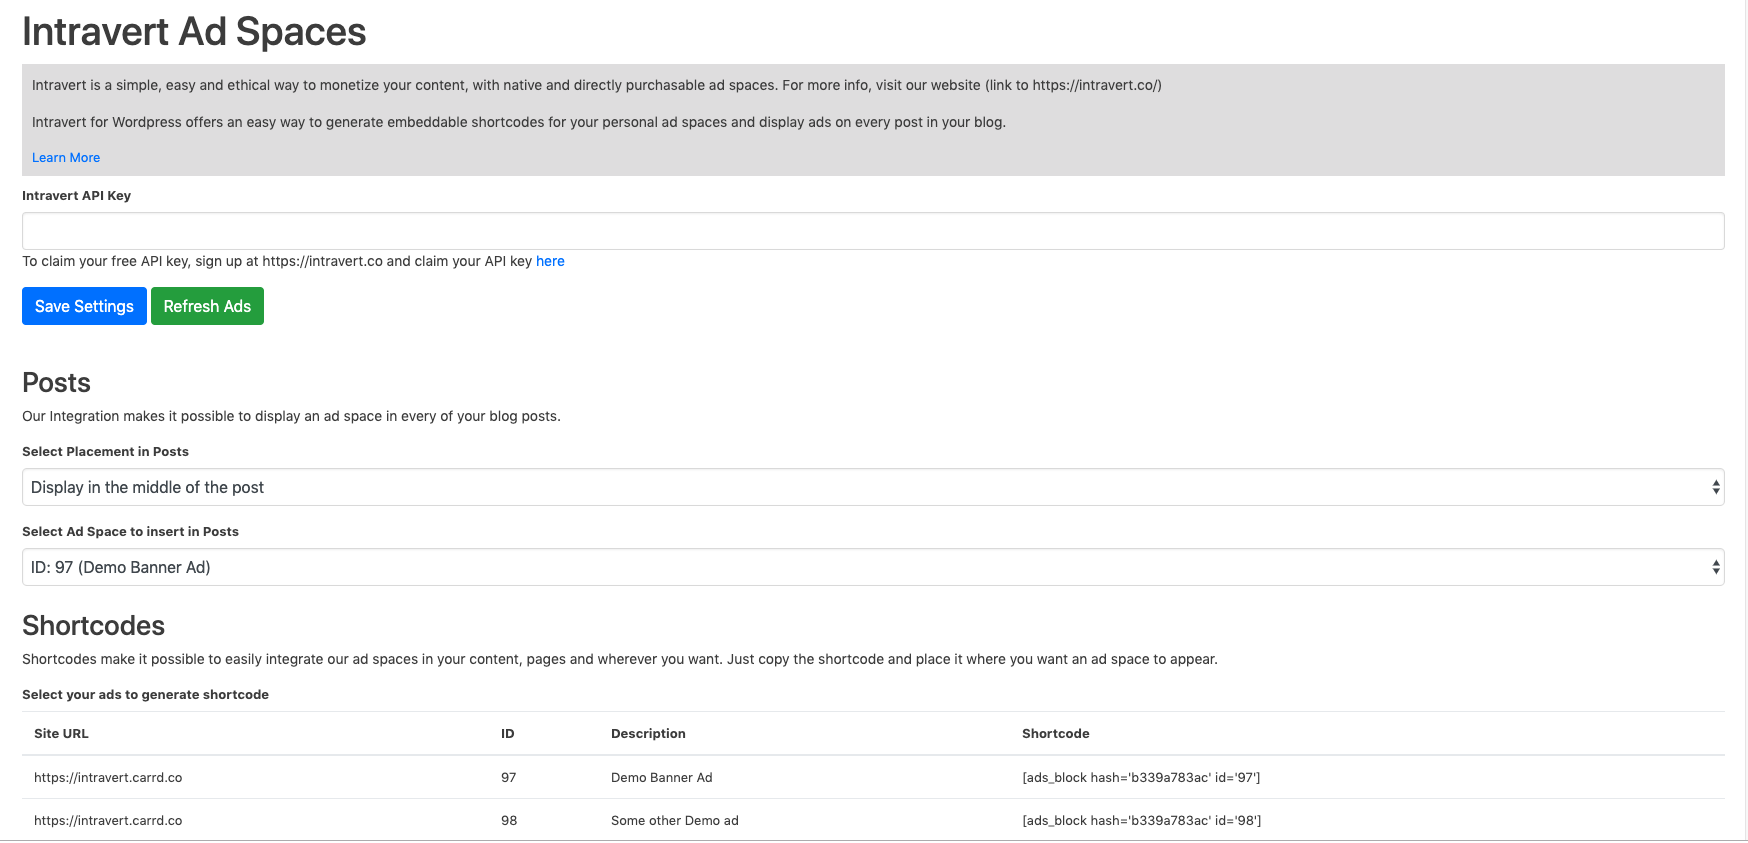 Intravert Ad Spaces
Intravert is a simple, easy and ethical way to monetize your content, with native and directly purchasable ad spaces. For more info, visit our website (link to https://intravert.co/)
Intravert for Wordpress offers an easy way to generate embeddable shortcodes for your personal ad spaces and display ads on every post in your blog.
Learn More
Intravert API Key
To claim your free API key, sign up at https://intravert.co and claim your API key here
Save Settings Refresh Ads
Posts
Our Integration makes it possible to display an ad space in every of your blog posts.
Select Placement in Posts
Display in the middle of the post
Select Ad Space to insert in Posts
ID: 97 (Demo Banner Ad)
Shortcodes
Shortcodes make it possible to easily integrate our ad spaces in your content, pages and wherever you want. Just copy the shortcode and place it where you want an ad space to appear.
Select your ads to generate shortcode
Site URL ID Description Shortcode
https://intravert.carrd.co 97 Demo Banner Ad [ads_block hash='b339a783ac' id='97']
https://intravert.carrd.co 98 Some other Demo ad [ads_block hash='b339a783ac' id='98']